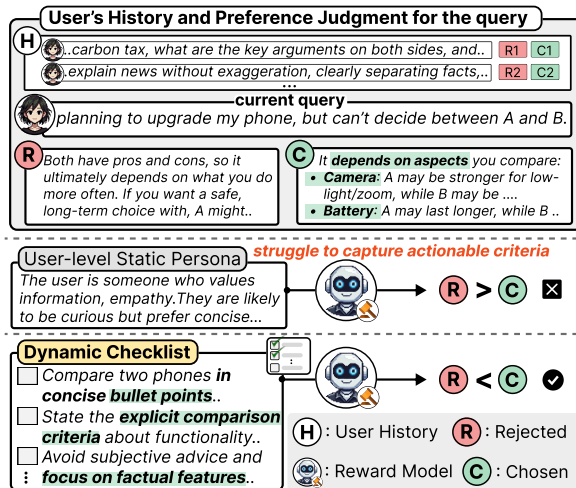 User's History and Preference Judgment for the query
H
..carbon tax, what are the key arguments on both sides, and..
R1
C1
.explain news without exaggeration, clearly separating facts,..
R2
C2
...
current query
planning to upgrade my phone, but can't decide between A and B.
R
Both have pros and cons, so it
ultimately depends on what you do
more often. If you want a safe,
long-term choice with, A might..
C
It depends on aspects you compare:
• Camera: A may be stronger for low-
light/zoom, while B may be ....
• Battery: A may last longer, while B ..
User-level Static Persona
struggle to capture actionable criteria
The user is someone who values
information, empathy.They are likely
to be curious but prefer concise...
R > C
Dynamic Checklist
Compare two phones in
concise bullet points..
State the explicit comparison
criteria about functionality..
Avoid subjective advice and
focus on factual features..
R < C
H : User History
R : Rejected
: Reward Model
C : Chosen